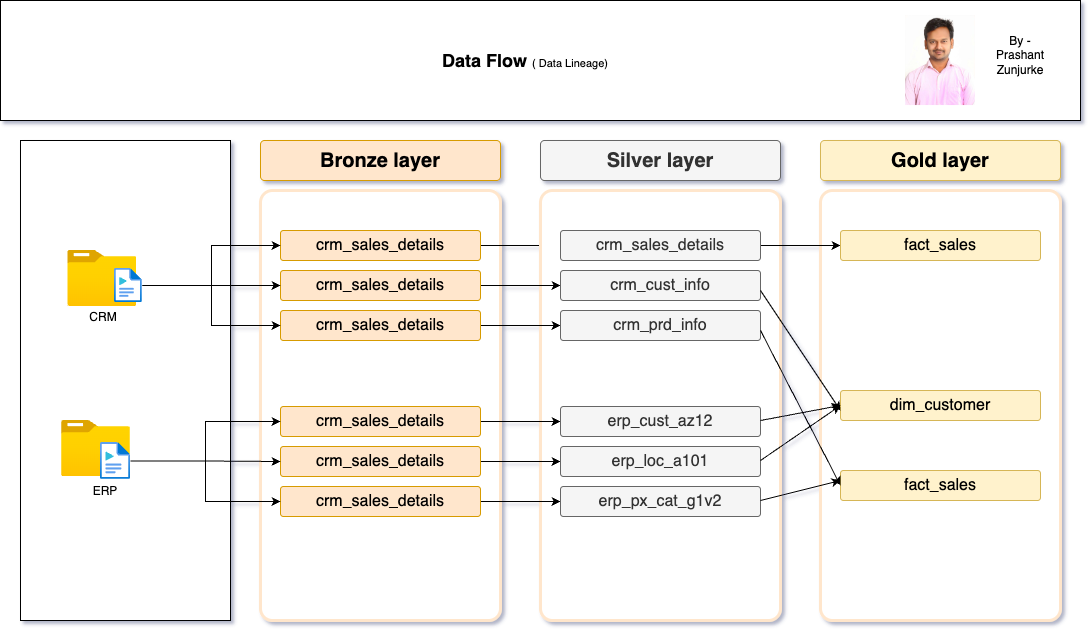 Data Flow ( Data Lineage)
By -
Prashant
Zunjurke
Bronze layer
Silver layer
Gold layer
CRM
ERP
crm_sales_details
crm_sales_details
crm_sales_details
crm_sales_details
crm_sales_details
crm_sales_details
crm_sales_details
crm_cust_info
crm_prd_info
erp_cust_az12
erp_loc_a101
erp_px_cat_g1v2
fact_sales
dim_customer
fact_sales